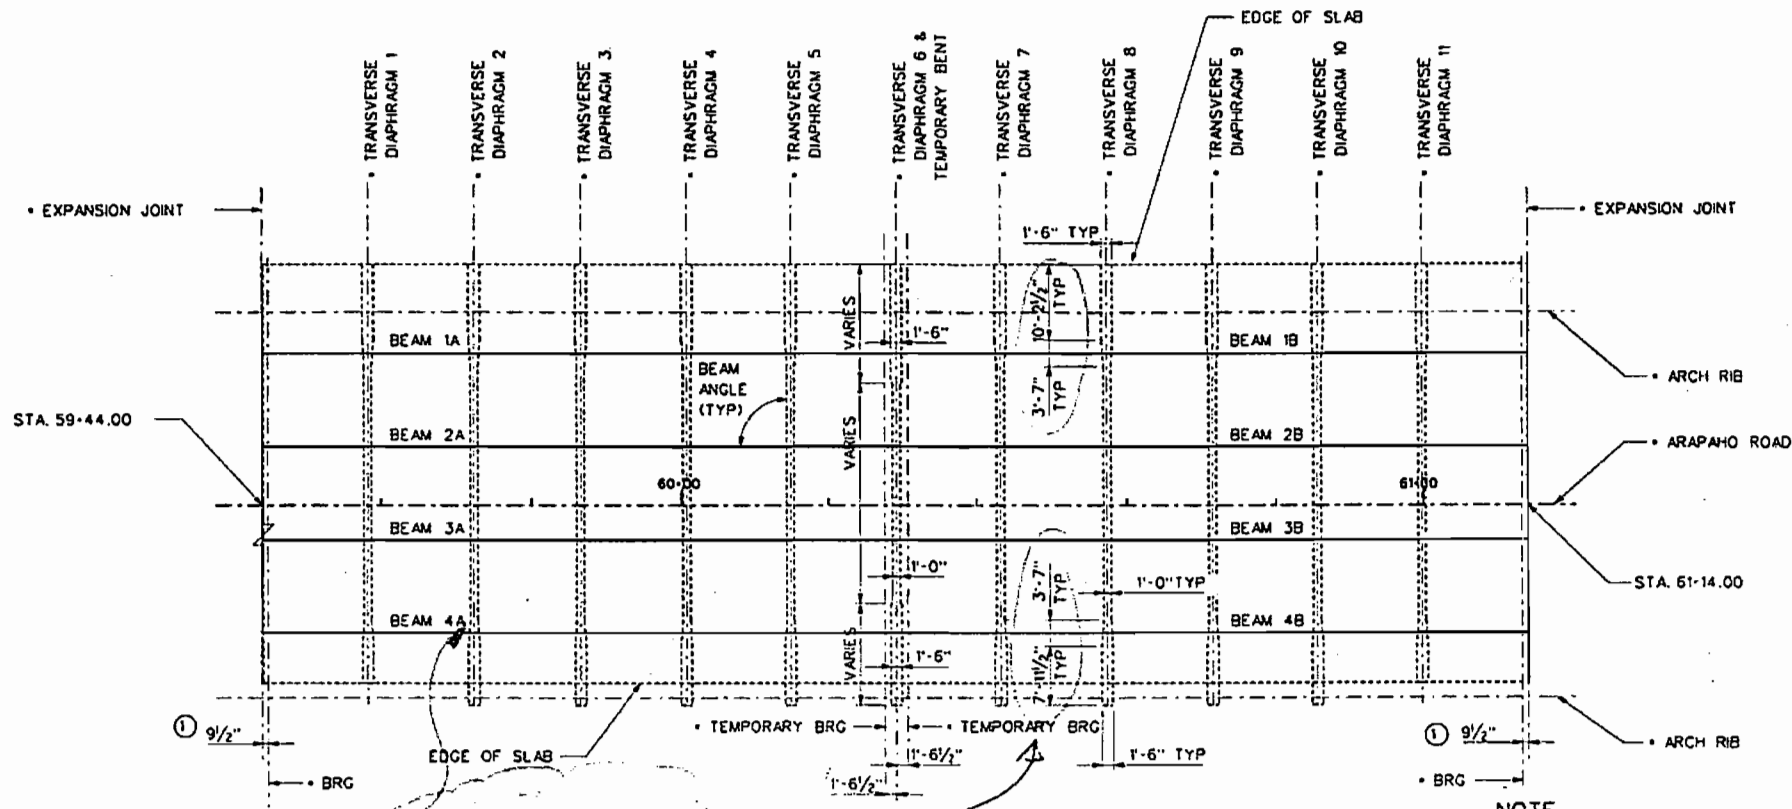 EDGE OF SLAB
• TRANSVERSE
DIAPHRAGM 1
• TRANSVERSE
DIAPHRAGM 2
• TRANSVERSE
DIAPHRAGM 3
• TRANSVERSE
DIAPHRAGM 4
• TRANSVERSE
DIAPHRAGM 5
• TRANSVERSE
DIAPHRAGM 6 &
TEMPORARY BENT
• TRANSVERSE
DIAPHRAGM 7
• TRANSVERSE
DIAPHRAGM 8
• TRANSVERSE
DIAPHRAGM 9
• TRANSVERSE
DIAPHRAGM 10
• TRANSVERSE
DIAPHRAGM 11
• EXPANSION JOINT
• EXPANSION JOINT
1'-6" TYP
10'-2½"
TYP
VARIES
1'-6"
BEAM 1A
BEAM 1B
BEAM
ANGLE
(TYP)
3'-7"
TYP
• ARCH RIB
STA. 59+44.00
VARIES
BEAM 2A
BEAM 2B
• ARAPAHO ROAD
60+00
61+00
BEAM 3A
BEAM 3B
1'-0"
3'-7"
TYP
1'-0" TYP
STA. 61+14.00
BEAM 4A
BEAM 4B
VARIES
1'-6"
7'-11½"
TYP
① 9½"
• TEMPORARY BRG
• TEMPORARY BRG
① 9½"
• ARCH RIB
EDGE OF SLAB
1'-6½"
1'-6" TYP
• BRG
1'-6½"
• BRG
NOTE